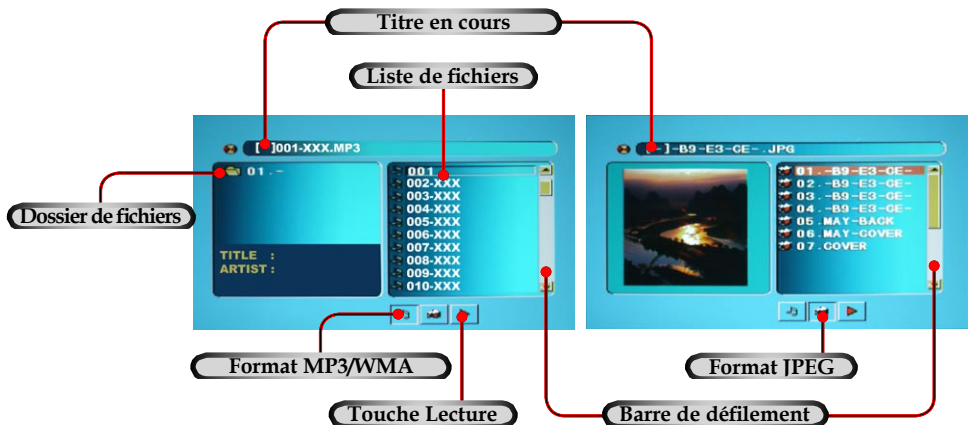 Titre en cours
Liste de fichiers
[ ]001-XXX.MP3
01.-
Dossier de fichiers
TITLE :
ARTIST :
001-
002-XXX
003-XXX
004-XXX
005-XXX
006-XXX
007-XXX
008-XXX
009-XXX
010-XXX
[ - ]-B9-E3-CE-.JPG
01.-B9-E3-CE-
02.-B9-E3-CE-
03.-B9-E3-CE-
04.-B9-E3-CE-
05.MAY-BACK
06.MAY-COVER
07.COVER
Format MP3/WMA
Format JPEG
Touche Lecture
Barre de défilement